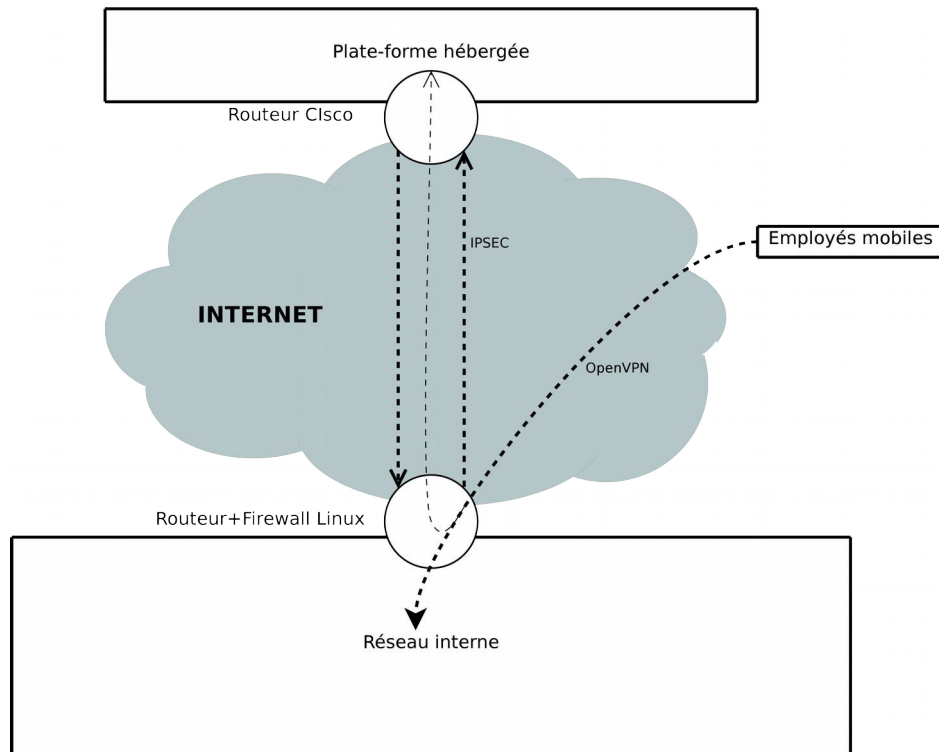 Plate-forme hébergée
Routeur CIsco
IPSEC
Employés mobiles
INTERNET
OpenVPN
Routeur+Firewall Linux
Réseau interne